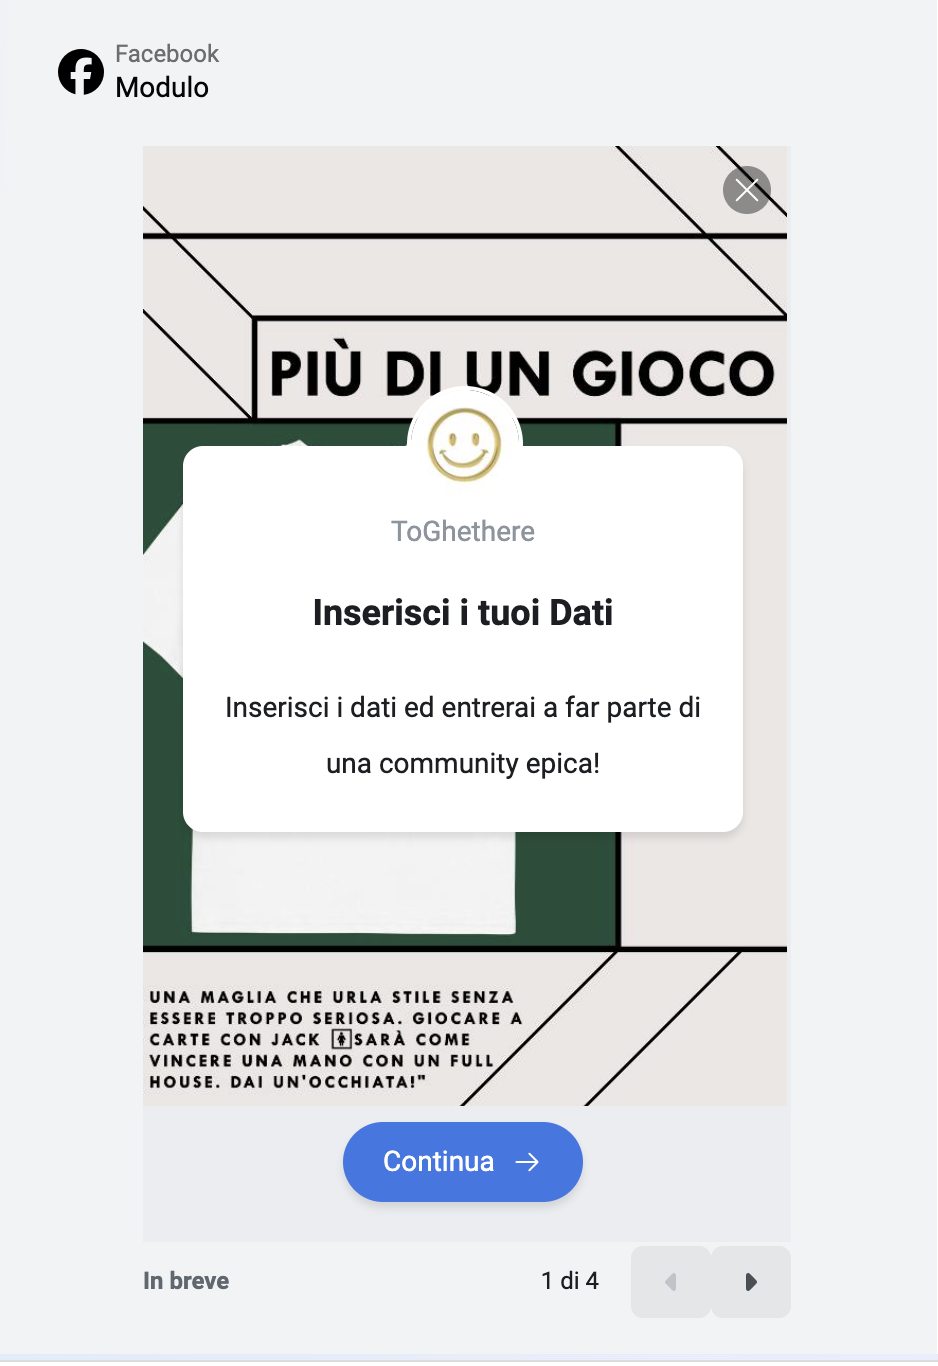 Facebook
Modulo
PIÙ DI UN GIOCO
ToGhethere
Inserisci i tuoi Dati
Inserisci i dati ed entrerai a far parte di
una community epica!
UNA MAGLIA CHE URLA STILE SENZA
ESSERE TROPPO SERIOSA. GIOCARE A
CARTE CON JACK SARÀ COME
VINCERE UNA MANO CON UN FULL
HOUSE. DAI UN'OCCHIATA!"
Continua
In breve
1 di 4